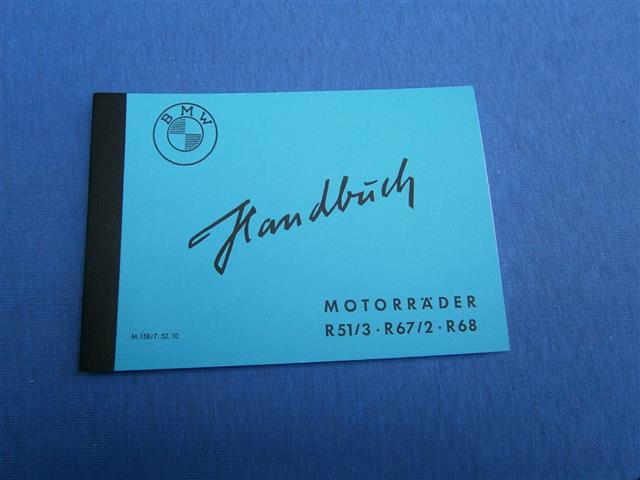 BMW
Handbuch
MOTORRÄDER
R51/3 · R67/2 · R68
M 158/7. 52. 10